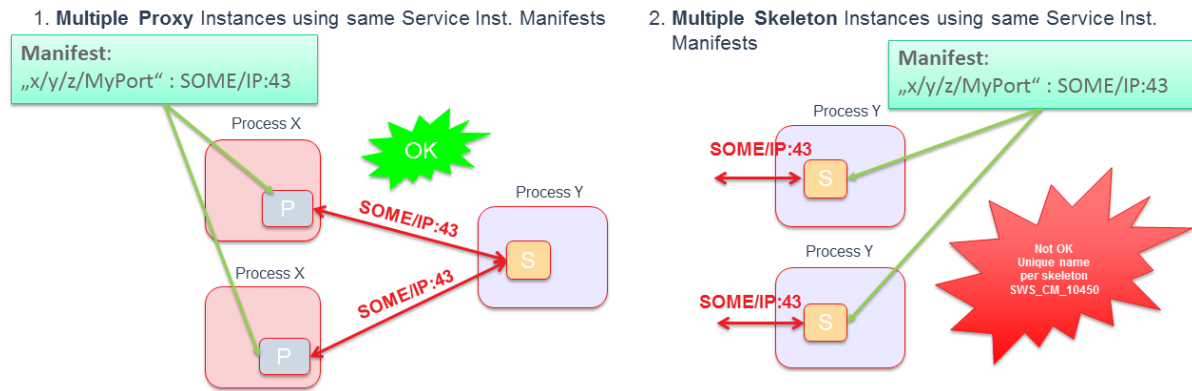 1. Multiple Proxy Instances using same Service Inst. Manifests
Manifest:
„x/y/z/MyPort“ : SOME/IP:43
Process X
P
OK
SOME/IP:43
Process Y
S
Process X
P
SOME/IP:43
2. Multiple Skeleton Instances using same Service Inst.
Manifests
Manifest:
„x/y/z/MyPort“ : SOME/IP:43
Process Y
SOME/IP:43
S
Process Y
SOME/IP:43
S
Not OK
Unique name
per skeleton
SWS_CM_10450